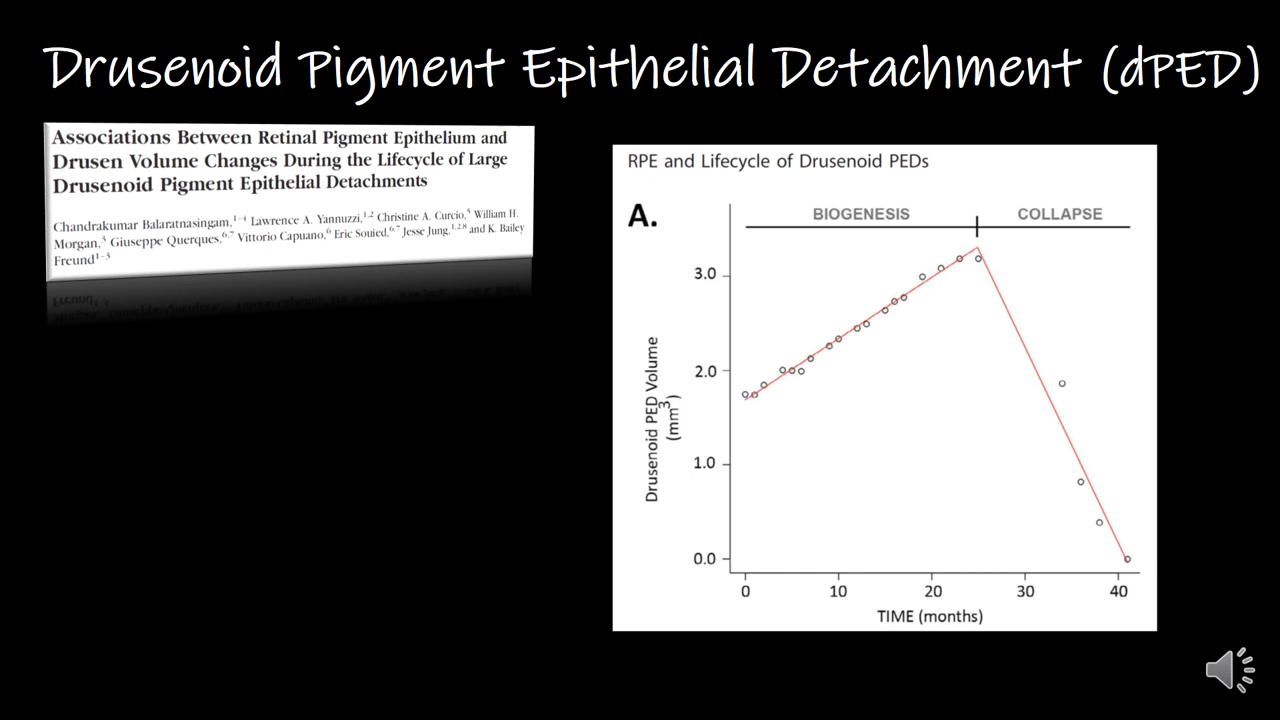 Drusenoid Pigment Epithelial Detachment (dPED)
Associations Between Retinal Pigment Epithelium and
Drusen Volume Changes During the Lifecycle of Large
Drusenoid Pigment Epithelial Detachments
Chandrakumar Balaratnasingam,1–4 Lawrence A. Yannuzzi,1,2 Christine A. Curcio,5 William H.
Morgan,4 Giuseppe Querques,6,7 Vittorio Capuano,6 Eric Souied,6,7 Jesse Jung,1,2,8 and K. Bailey
Freund1–3
RPE and Lifecycle of Drusenoid PEDs
A.
BIOGENESIS COLLAPSE
3.0
2.0
1.0
0.0
Drusenoid PED Volume
(mm3)
0 10 20 30 40
TIME (months)